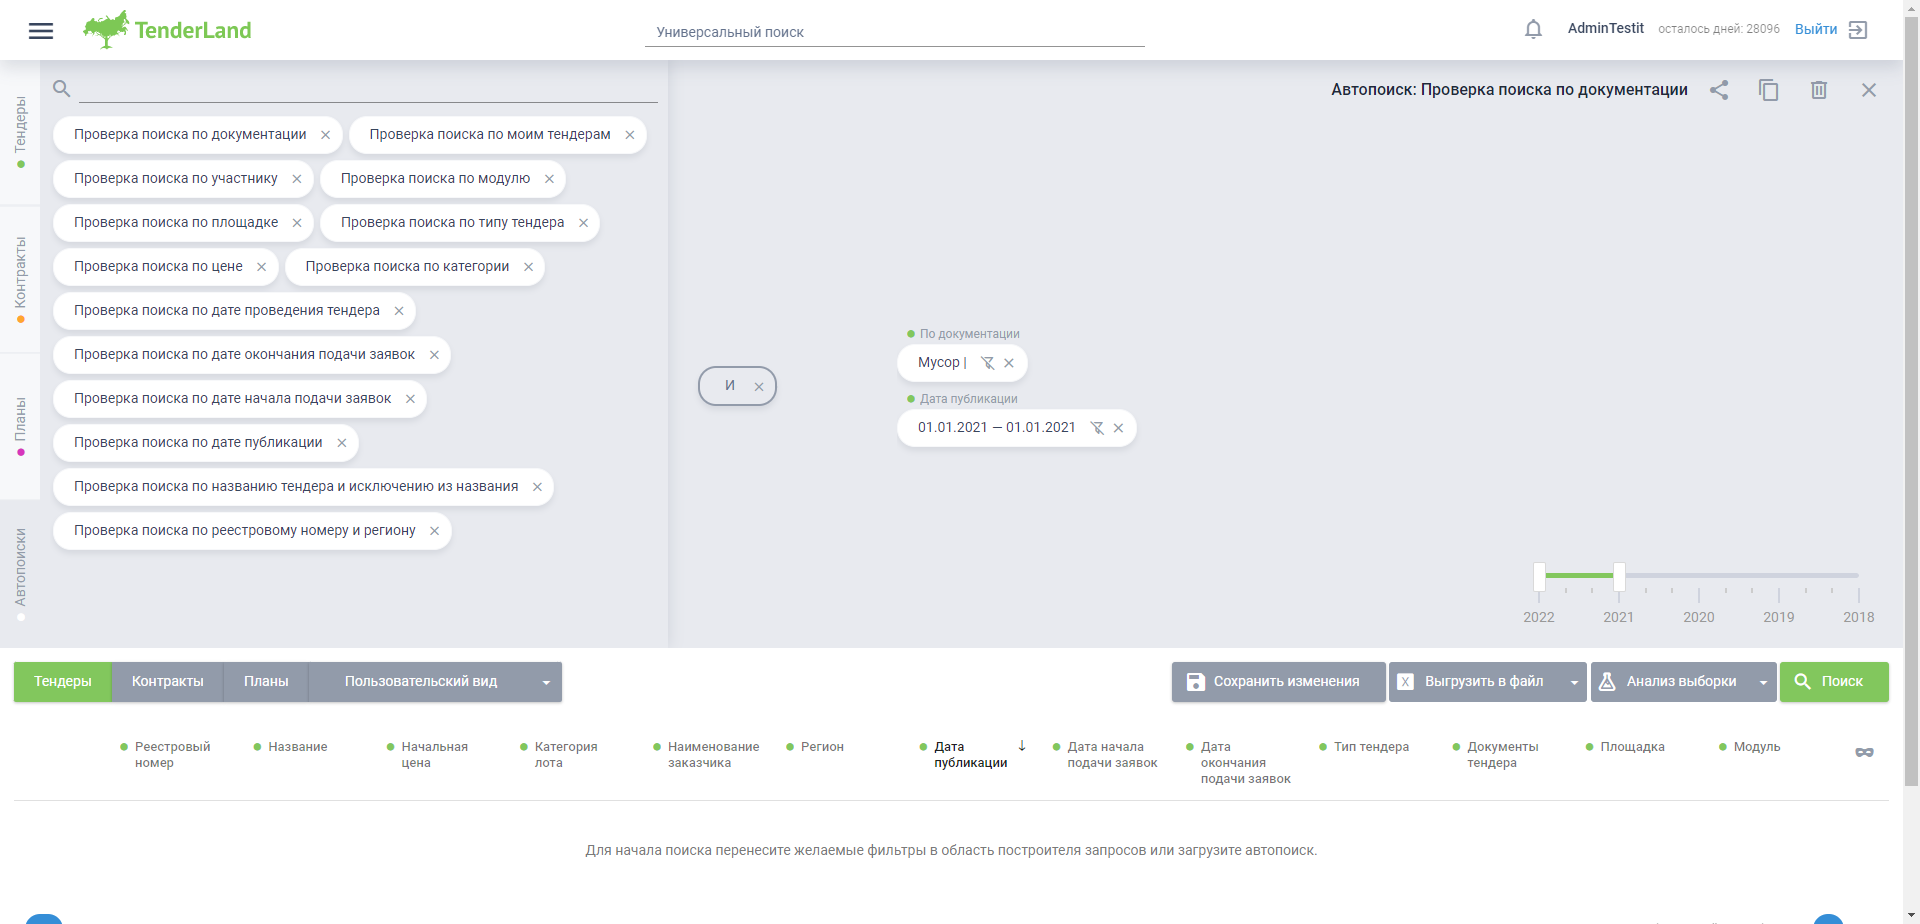 TenderLand
Универсальный поиск
AdminTestit
осталось дней: 28096
Выйти
Тендеры
Контракты
Планы
Автопоиски
Проверка поиска по документации
Проверка поиска по моим тендерам
Проверка поиска по участнику
Проверка поиска по модулю
Проверка поиска по площадке
Проверка поиска по типу тендера
Проверка поиска по цене
Проверка поиска по категории
Проверка поиска по дате проведения тендера
Проверка поиска по дате окончания подачи заявок
Проверка поиска по дате начала подачи заявок
Проверка поиска по дате публикации
Проверка поиска по названию тендера и исключению из названия
Проверка поиска по реестровому номеру и региону
Автопоиск: Проверка поиска по документации
И
По документации
Мусор |
Дата публикации
01.01.2021 — 01.01.2021
2022 2021 2020 2019 2018
Тендеры
Контракты
Планы
Пользовательский вид
Сохранить изменения
X Выгрузить в файл
Анализ выборки
Поиск
Реестровый
номер
Название
Начальная
цена
Категория
лота
Наименование
заказчика
Регион
Дата
публикации
Дата начала
подачи заявок
Дата
окончания
подачи заявок
Тип тендера
Документы
тендера
Площадка
Модуль
Для начала поиска перенесите желаемые фильтры в область построителя запросов или загрузите автопоиск.